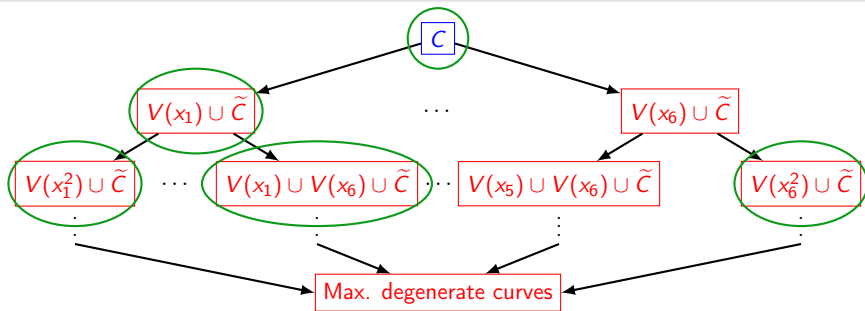 C
V(x₁) ∪ C̃ ⋯ V(x₆) ∪ C̃
V(x₁²) ∪ C̃ ⋯ V(x₁) ∪ V(x₆) ∪ C̃ ⋯ V(x₅) ∪ V(x₆) ∪ C̃ V(x₆²) ∪ C̃
⋮ ⋮ ⋮ ⋮
Max. degenerate curves